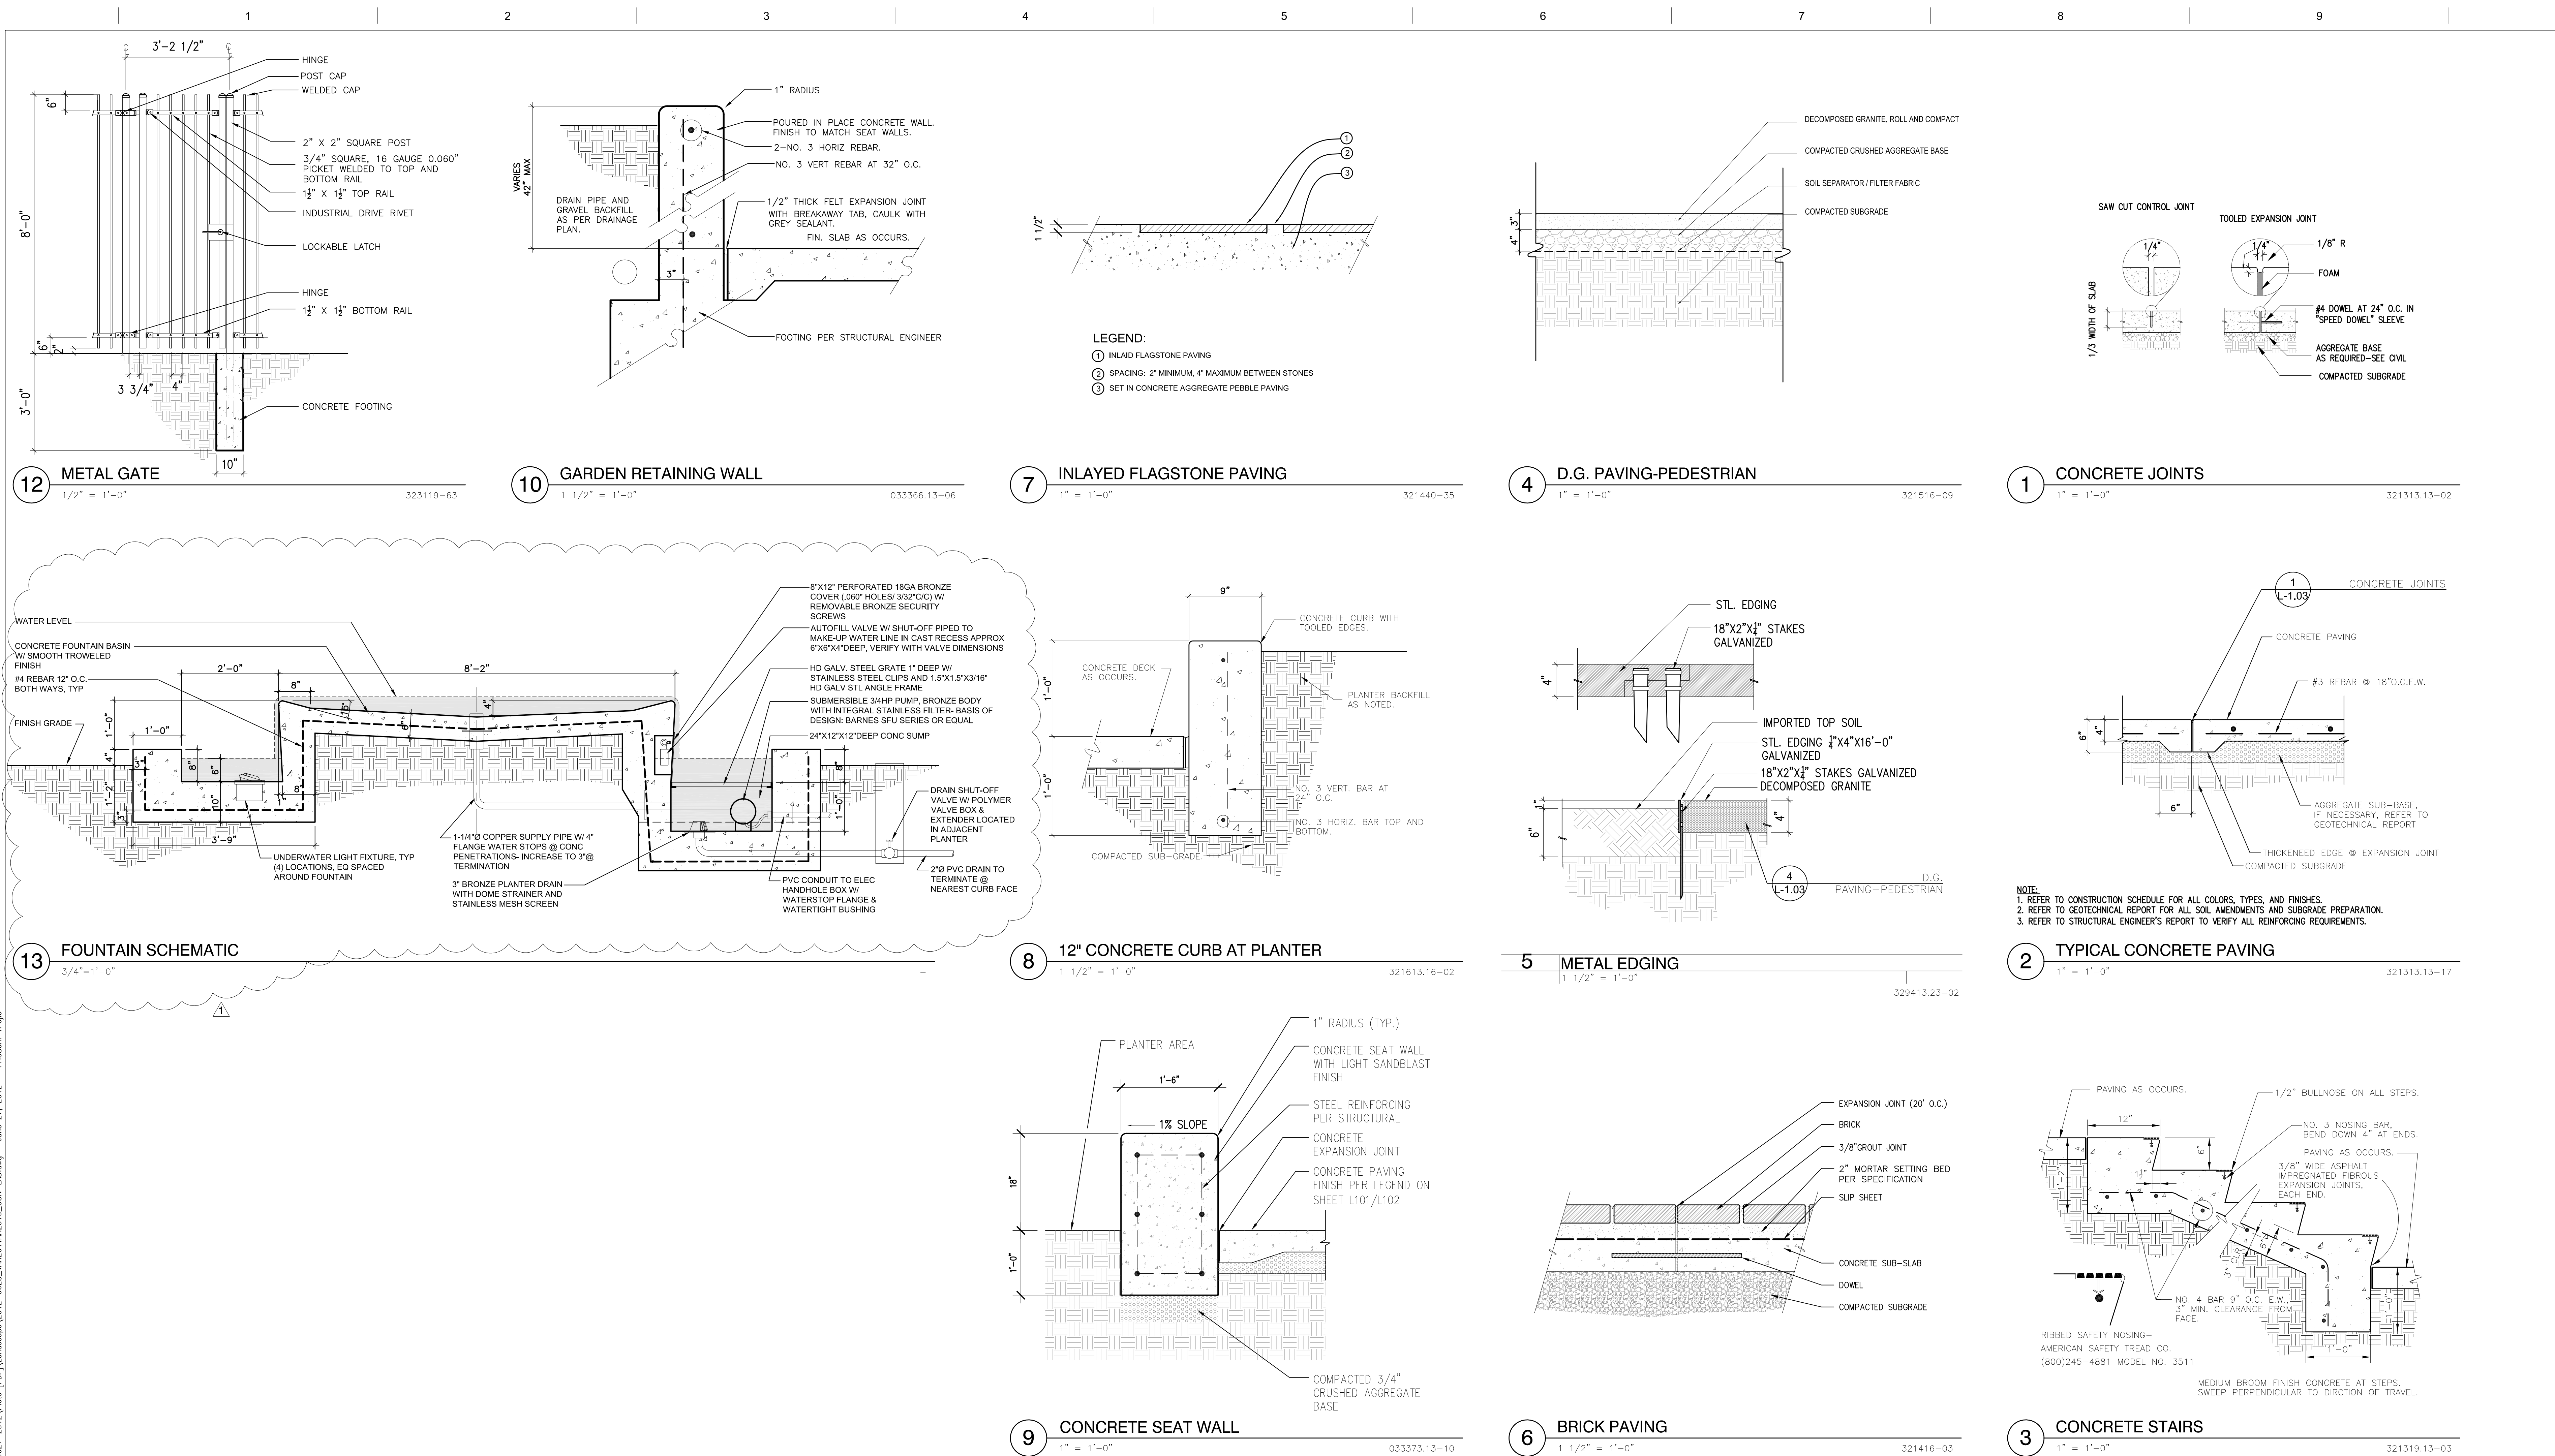 1 2 3 4 5 6 7 8 9
3'-2 1/2"
HINGE
POST CAP
WELDED CAP
6"
2" X 2" SQUARE POST
3/4" SQUARE, 16 GAUGE 0.060"
PICKET WELDED TO TOP AND
BOTTOM RAIL
1½" X 1½" TOP RAIL
INDUSTRIAL DRIVE RIVET
8'-0"
LOCKABLE LATCH
HINGE
1½" X 1½" BOTTOM RAIL
6"
2"
3 3/4"
4"
3'-0"
CONCRETE FOOTING
10"
12 METAL GATE
1/2" = 1'-0" 323119-63
1" RADIUS
POURED IN PLACE CONCRETE WALL.
FINISH TO MATCH SEAT WALLS.
2-NO. 3 HORIZ REBAR.
NO. 3 VERT REBAR AT 32" O.C.
VARIES
42" MAX
DRAIN PIPE AND
GRAVEL BACKFILL
AS PER DRAINAGE
PLAN.
1/2" THICK FELT EXPANSION JOINT
WITH BREAKAWAY TAB, CAULK WITH
GREY SEALANT.
FIN. SLAB AS OCCURS.
3"
FOOTING PER STRUCTURAL ENGINEER
10 GARDEN RETAINING WALL
1 1/2" = 1'-0" 033366.13-06
1
2
3
1 1/2"
LEGEND:
1 INLAID FLAGSTONE PAVING
2 SPACING: 2" MINIMUM, 4" MAXIMUM BETWEEN STONES
3 SET IN CONCRETE AGGREGATE PEBBLE PAVING
7 INLAYED FLAGSTONE PAVING
1" = 1'-0" 321440-35
DECOMPOSED GRANITE, ROLL AND COMPACT
COMPACTED CRUSHED AGGREGATE BASE
SOIL SEPARATOR / FILTER FABRIC
COMPACTED SUBGRADE
3"
4"
4 D.G. PAVING-PEDESTRIAN
1" = 1'-0" 321516-09
SAW CUT CONTROL JOINT
TOOLED EXPANSION JOINT
1/4"
1/4"
1/8" R
FOAM
1/3 WIDTH OF SLAB
#4 DOWEL AT 24" O.C. IN
"SPEED DOWEL" SLEEVE
AGGREGATE BASE
AS REQUIRED-SEE CIVIL
COMPACTED SUBGRADE
1 CONCRETE JOINTS
1" = 1'-0" 321313.13-02
WATER LEVEL
CONCRETE FOUNTAIN BASIN
W/ SMOOTH TROWELED
FINISH
#4 REBAR 12" O.C.
BOTH WAYS, TYP
FINISH GRADE
2'-0"
8'-2"
8"
1.5"
6"
4"
1'-0"
1'-0"
4"
3"
8"
6"
1'-2"
10"
1"
8"
3"
3'-9"
8"
1'-0"
8"X12" PERFORATED 18GA BRONZE
COVER (.060" HOLES/ 3/32"C/C) W/
REMOVABLE BRONZE SECURITY
SCREWS
AUTOFILL VALVE W/ SHUT-OFF PIPED TO
MAKE-UP WATER LINE IN CAST RECESS APPROX
6"X6"X4"DEEP, VERIFY WITH VALVE DIMENSIONS
HD GALV. STEEL GRATE 1" DEEP W/
STAINLESS STEEL CLIPS AND 1.5"X1.5"X3/16"
HD GALV STL ANGLE FRAME
SUBMERSIBLE 3/4HP PUMP, BRONZE BODY
WITH INTEGRAL STAINLESS FILTER- BASIS OF
DESIGN: BARNES SFU SERIES OR EQUAL
24"X12"X12"DEEP CONC SUMP
DRAIN SHUT-OFF
VALVE W/ POLYMER
VALVE BOX &
EXTENDER LOCATED
IN ADJACENT
PLANTER
UNDERWATER LIGHT FIXTURE, TYP
(4) LOCATIONS, EQ SPACED
AROUND FOUNTAIN
1-1/4"Ø COPPER SUPPLY PIPE W/ 4"
FLANGE WATER STOPS @ CONC
PENETRATIONS- INCREASE TO 3"@
TERMINATION
3" BRONZE PLANTER DRAIN
WITH DOME STRAINER AND
STAINLESS MESH SCREEN
PVC CONDUIT TO ELEC
HANDHOLE BOX W/
WATERSTOP FLANGE &
WATERTIGHT BUSHING
2"Ø PVC DRAIN TO
TERMINATE @
NEAREST CURB FACE
13 FOUNTAIN SCHEMATIC
3/4"=1'-0" --
1
9"
CONCRETE CURB WITH
TOOLED EDGES.
CONCRETE DECK
AS OCCURS.
1'-0"
PLANTER BACKFILL
AS NOTED.
1'-0"
NO. 3 VERT. BAR AT
24" O.C.
NO. 3 HORIZ. BAR TOP AND
BOTTOM.
COMPACTED SUB-GRADE.
8 12" CONCRETE CURB AT PLANTER
1 1/2" = 1'-0" 321613.16-02
STL. EDGING
18"X2"X¼" STAKES
GALVANIZED
4"
IMPORTED TOP SOIL
STL. EDGING ¼"X4"X16'-0"
GALVANIZED
18"X2"X¼" STAKES GALVANIZED
DECOMPOSED GRANITE
1"
6"
4"
4
L-1.03
D.G.
PAVING-PEDESTRIAN
5 METAL EDGING
1 1/2" = 1'-0"
329413.23-02
1
L-1.03
CONCRETE JOINTS
CONCRETE PAVING
#3 REBAR @ 18"O.C.E.W.
6"
4"
6"
AGGREGATE SUB-BASE,
IF NECESSARY, REFER TO
GEOTECHNICAL REPORT
THICKENEED EDGE @ EXPANSION JOINT
COMPACTED SUBGRADE
NOTE:
1. REFER TO CONSTRUCTION SCHEDULE FOR ALL COLORS, TYPES, AND FINISHES.
2. REFER TO GEOTECHNICAL REPORT FOR ALL SOIL AMENDMENTS AND SUBGRADE PREPARATION.
3. REFER TO STRUCTURAL ENGINEER'S REPORT TO VERIFY ALL REINFORCING REQUIREMENTS.
2 TYPICAL CONCRETE PAVING
1" = 1'-0" 321313.13-17
PLANTER AREA
1" RADIUS (TYP.)
CONCRETE SEAT WALL
WITH LIGHT SANDBLAST
FINISH
1'-6"
STEEL REINFORCING
PER STRUCTURAL
1% SLOPE
CONCRETE
EXPANSION JOINT
CONCRETE PAVING
FINISH PER LEGEND ON
SHEET L101/L102
18"
1'-0"
COMPACTED 3/4"
CRUSHED AGGREGATE
BASE
9 CONCRETE SEAT WALL
1" = 1'-0" 033373.13-10
EXPANSION JOINT (20' O.C.)
BRICK
3/8"GROUT JOINT
2" MORTAR SETTING BED
PER SPECIFICATION
SLIP SHEET
CONCRETE SUB-SLAB
DOWEL
COMPACTED SUBGRADE
6 BRICK PAVING
1 1/2" = 1'-0" 321416-03
PAVING AS OCCURS.
1/2" BULLNOSE ON ALL STEPS.
12"
NO. 3 NOSING BAR,
BEND DOWN 4" AT ENDS.
6"
PAVING AS OCCURS.
3/8" WIDE ASPHALT
IMPREGNATED FIBROUS
EXPANSION JOINTS,
EACH END.
1½"
6"
3" CLR.
NO. 4 BAR 9" O.C. E.W.,
3" MIN. CLEARANCE FROM
FACE.
1'-0"
RIBBED SAFETY NOSING-
AMERICAN SAFETY TREAD CO.
(800)245-4881 MODEL NO. 3511
MEDIUM BROOM FINISH CONCRETE AT STEPS.
SWEEP PERPENDICULAR TO DIRCTION OF TRAVEL.
3 CONCRETE STAIRS
1" = 1'-0" 321319.13-03